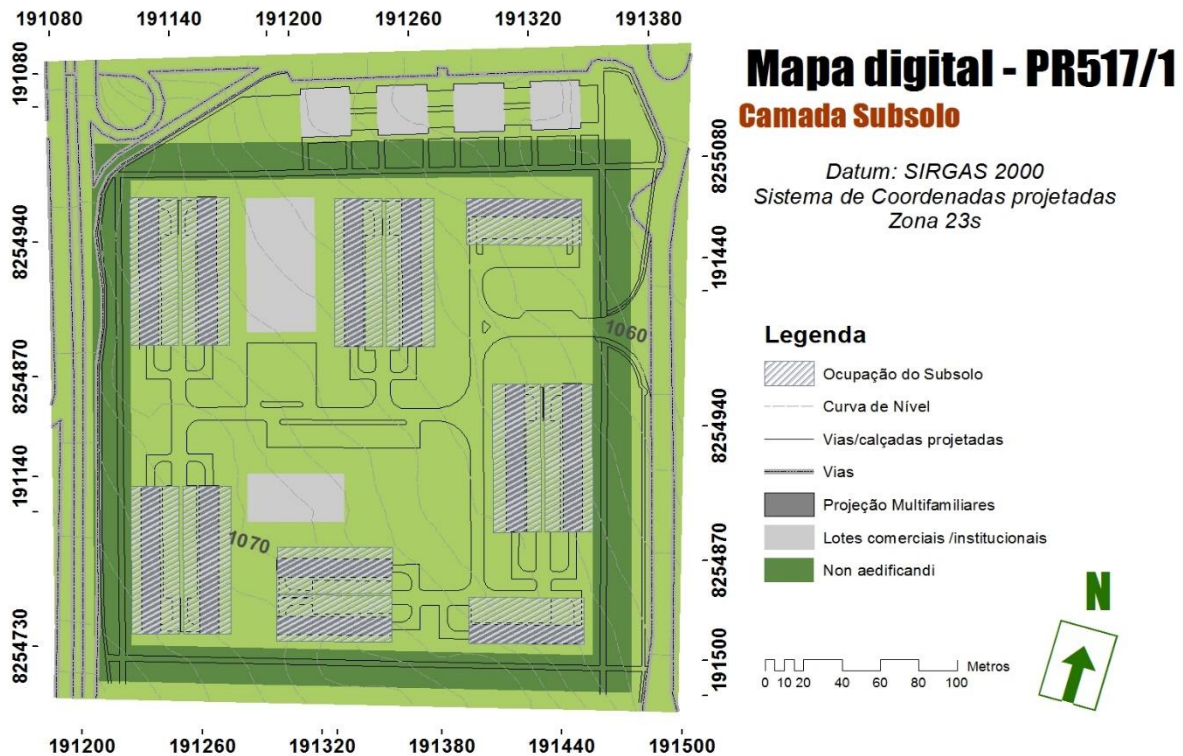 191080 191140 191200 191260 191320 191380
Mapa digital - PR517/1
Camada Subsolo
Datum: SIRGAS 2000
Sistema de Coordenadas projetadas
Zona 23s
191080
8254940
8254870
191140
8254730
8255080
191440
8254940
8254870
191500
1060
1070
Legenda
Ocupação do Subsolo
Curva de Nível
Vias/calçadas projetadas
Vias
Projeção Multifamiliares
Lotes comerciais /institucionais
Non aedificandi
N
Metros
0 10 20 40 60 80 100
191200 191260 191320 191380 191440 191500